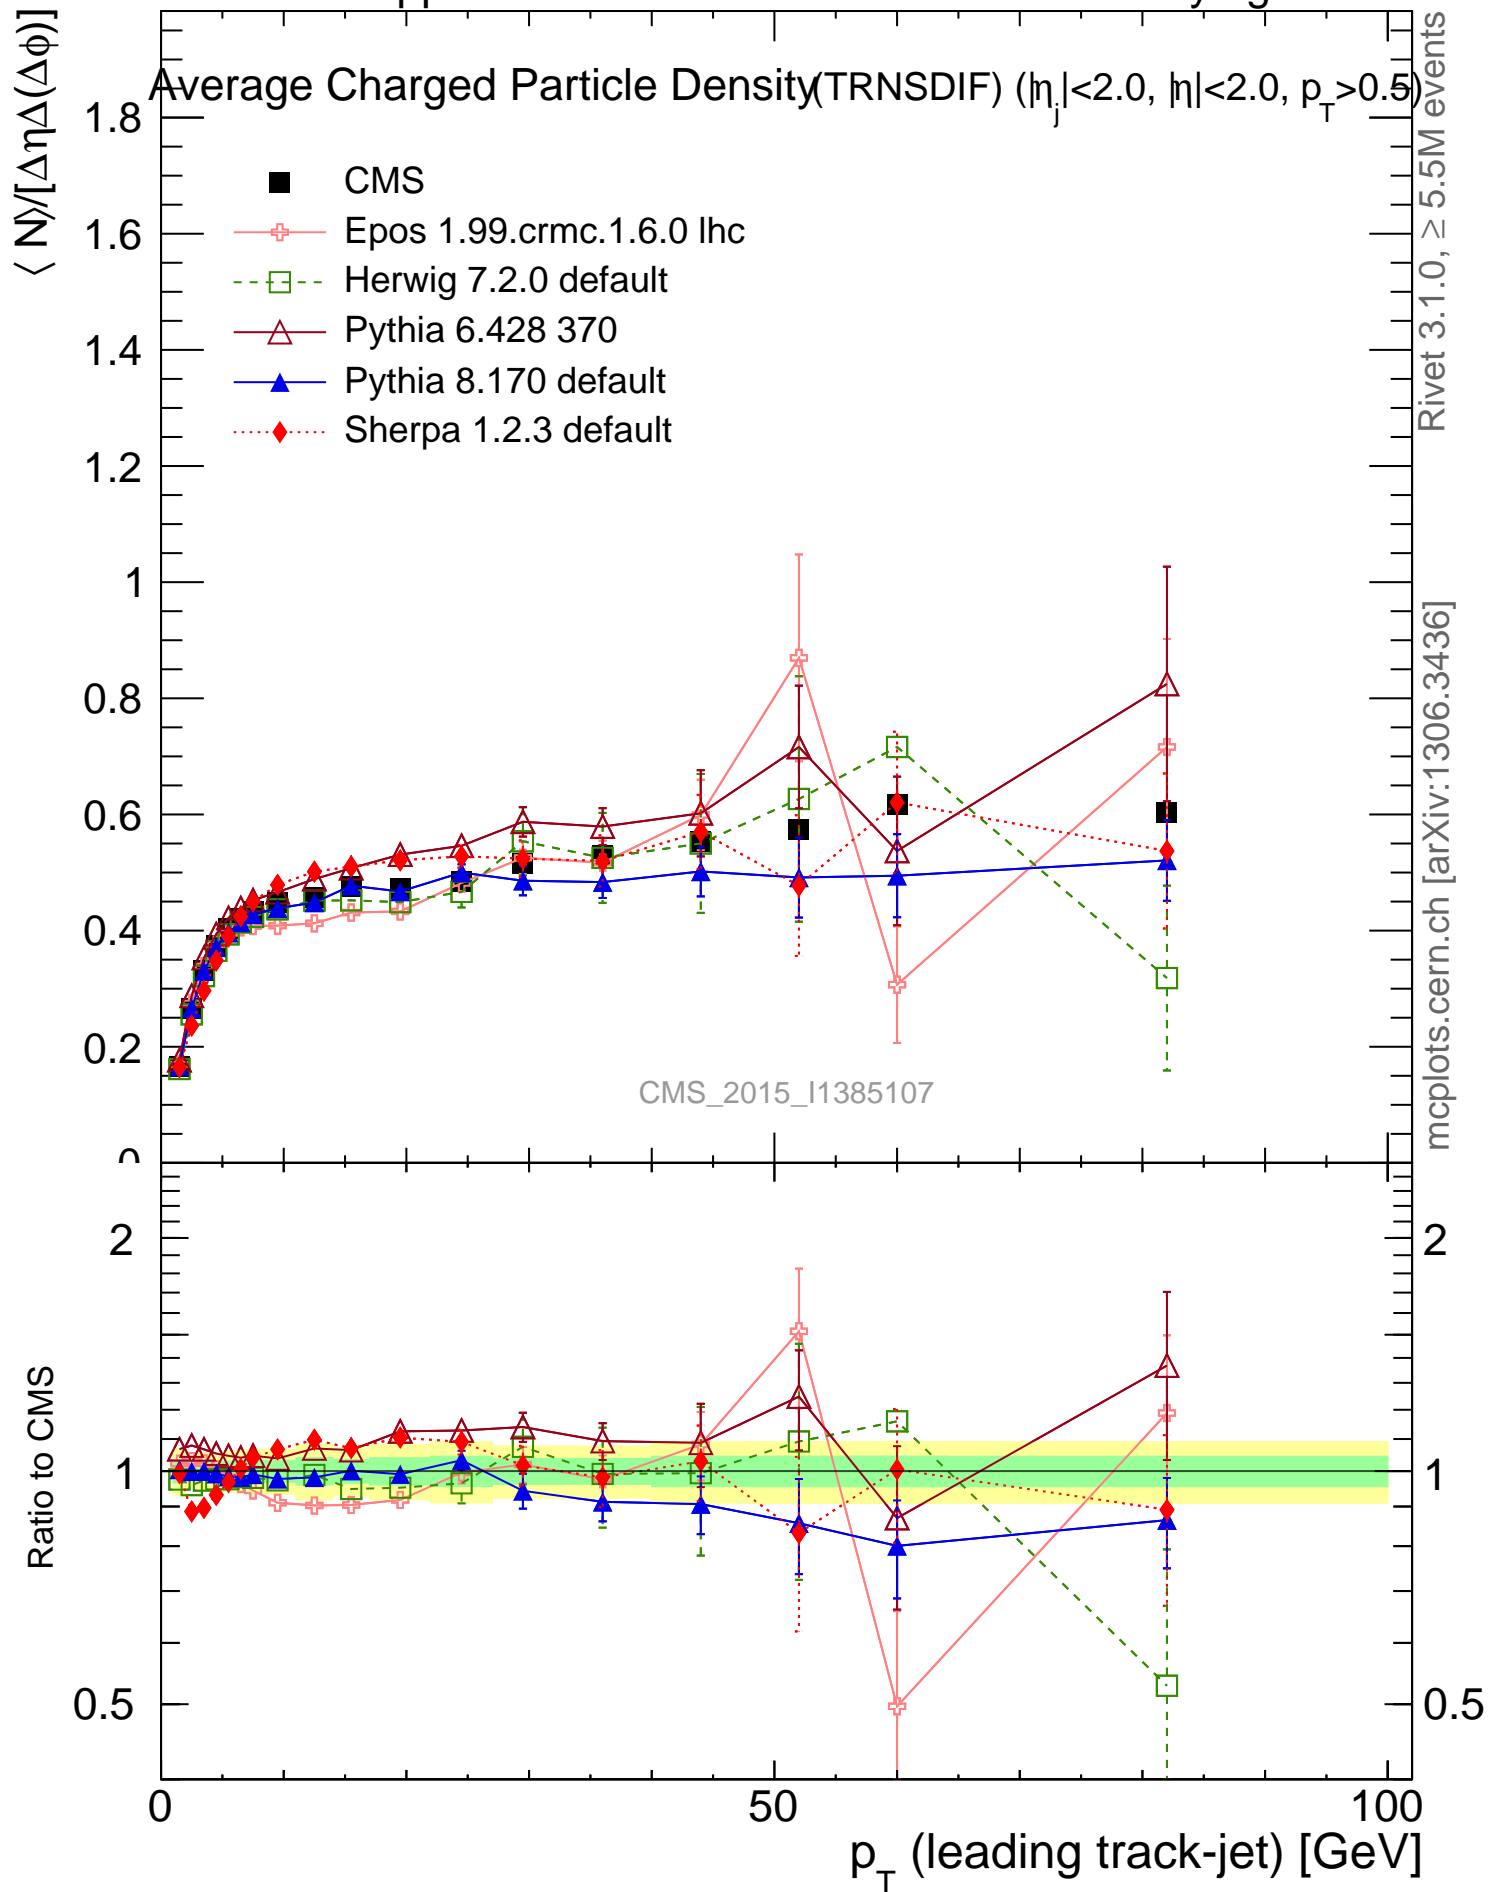 ⟨ N⟩/[ΔηΔ(Δϕ)]
Average Charged Particle Density (TRNSDIF) (|η_j|<2.0, |η|<2.0, p_T>0.5)
CMS
Epos 1.99.crmc.1.6.0 lhc
Herwig 7.2.0 default
Pythia 6.428 370
Pythia 8.170 default
Sherpa 1.2.3 default
1.8
1.6
1.4
1.2
1
0.8
0.6
0.4
0.2
0
CMS_2015_I1385107
Rivet 3.1.0, ≥ 5.5M events
mcplots.cern.ch [arXiv:1306.3436]
Ratio to CMS
2
1
0.5
2
1
0.5
0
50
100
p_T (leading track-jet) [GeV]